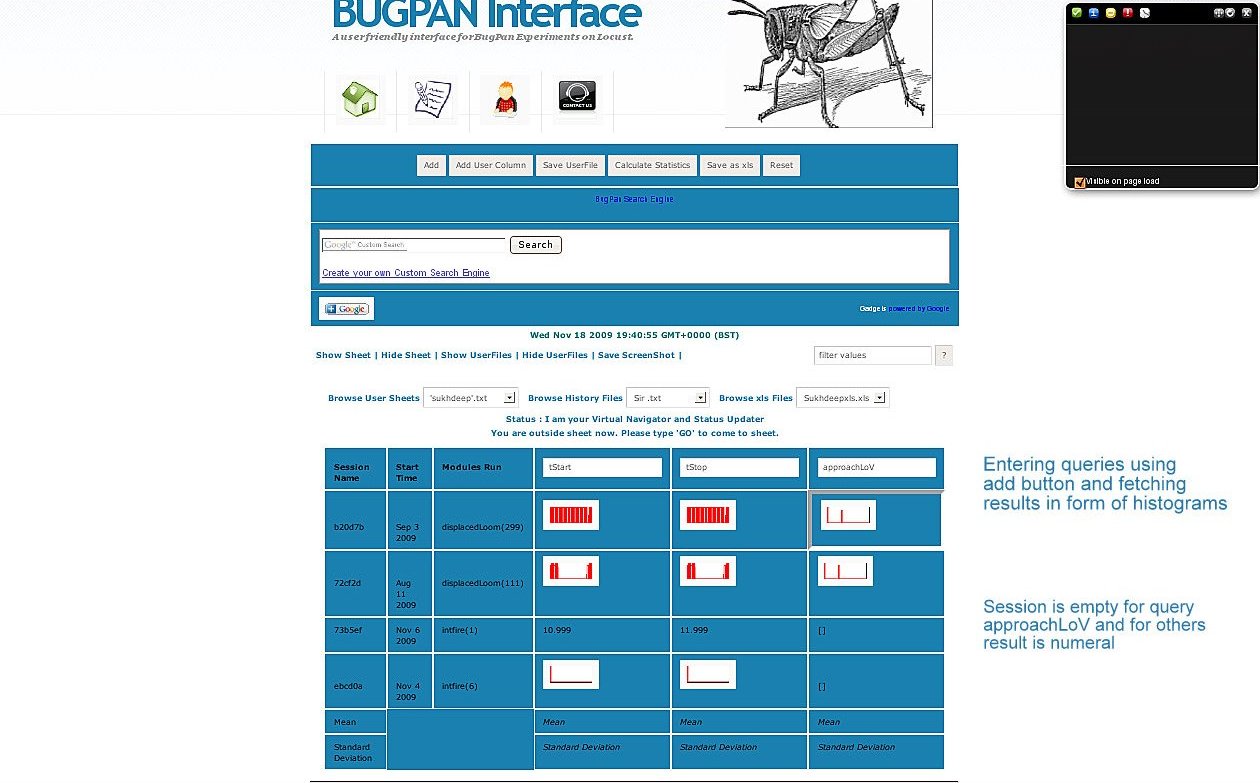 BUGPAN Interface
A userfriendly interface for BugPan Experiments on Locust.
CONTACT US
Visible on page load
Add Add User Column Save UserFile Calculate Statistics Save as xls Reset
BugPan Search Engine
Google™ Custom Search Search
Create your own Custom Search Engine
Google
Gadgets powered by Google
Wed Nov 18 2009 19:40:55 GMT+0000 (BST)
Show Sheet | Hide Sheet | Show UserFiles | Hide UserFiles | Save ScreenShot |
filter values ?
Browse User Sheets 'sukhdeep'.txt Browse History Files Sir .txt Browse xls Files Sukhdeepxls.xls
Status : I am your Virtual Navigator and Status Updater
You are outside sheet now. Please type 'GO' to come to sheet.
Session Name Start Time Modules Run tStart tStop approachLoV
b20d7b Sep 3 2009 displacedLoom(299)
72cf2d Aug 11 2009 displacedLoom(111)
73b5ef Nov 6 2009 intfire(1) 10.999 11.999 []
ebcd0a Nov 4 2009 intfire(6) []
Mean Mean Mean Mean
Standard Deviation Standard Deviation Standard Deviation Standard Deviation
Entering queries using
add button and fetching
results in form of histograms
Session is empty for query
approachLoV and for others
result is numeral